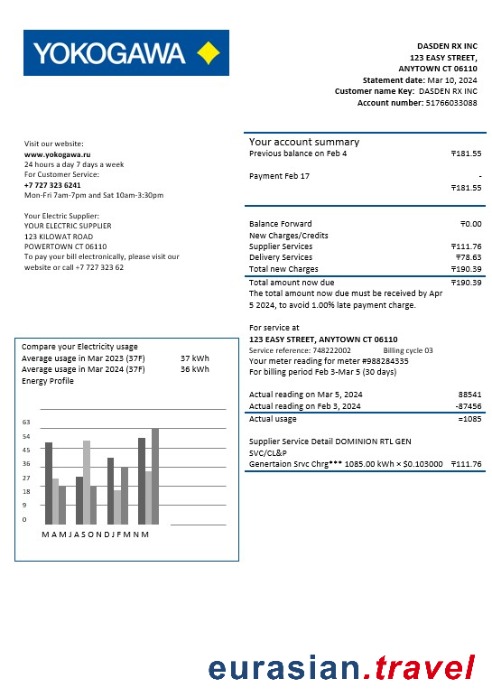 YOKOGAWA
DASDEN RX INC
123 EASY STREET,
ANYTOWN CT 06110
Statement date: Mar 10, 2024
Customer name Key: DASDEN RX INC
Account number: 51766033088
Visit our website:
www.yokogawa.ru
24 hours a day 7 days a week
For Customer Service:
+7 727 323 6241
Mon-Fri 7am-7pm and Sat 10am-3:30pm
Your Electric Supplier:
YOUR ELECTRIC SUPPLIER
123 KILOWAT ROAD
POWERTOWN CT 06110
To pay your bill electronically, please visit our
website or call +7 727 323 62
Your account summary
Previous balance on Feb 4 ₸181.55
Payment Feb 17 -
₸181.55
Balance Forward ₸0.00
New Charges/Credits
Supplier Services ₸111.76
Delivery Services ₸78.63
Total new Charges ₸190.39
Total amount now due ₸190.39
The total amount now due must be received by Apr
5 2024, to avoid 1.00% late payment charge.
For service at
123 EASY STREET, ANYTOWN CT 06110
Service reference: 748222002 Billing cycle 03
Your meter reading for meter #988284335
For billing period Feb 3-Mar 5 (30 days)
Actual reading on Mar 5, 2024 88541
Actual reading on Feb 3, 2024 -87456
Actual usage =1085
Supplier Service Detail DOMINION RTL GEN
SVC/CL&P
Genertaion Srvc Chrg*** 1085.00 kWh × $0.103000 ₸111.76
Compare your Electricity usage
Average usage in Mar 2023 (37F) 37 kWh
Average usage in Mar 2024 (37F) 36 kWh
Energy Profile
63
54
45
36
27
18
9
0
M A M J A S O N D J F M N M
eurasian.travel